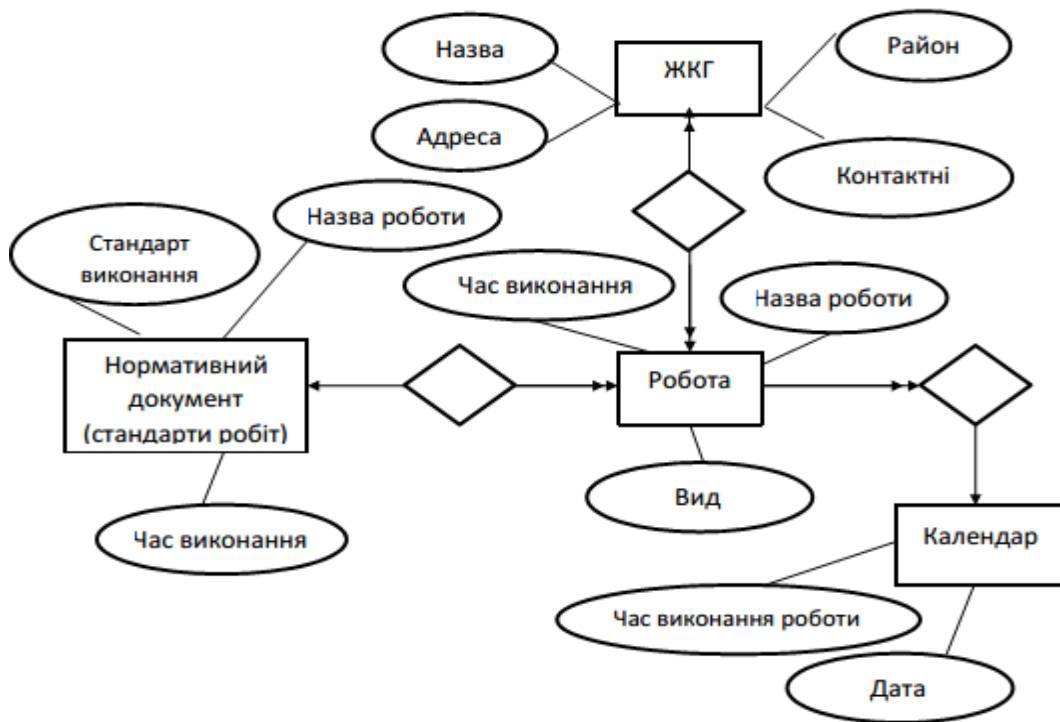 Назва
ЖКГ
Район
Адреса
Контактні
Назва роботи
Стандарт
виконання
Час виконання
Назва роботи
Нормативний
документ
(стандарти робіт)
Робота
Вид
Час виконання
Календар
Час виконання роботи
Дата